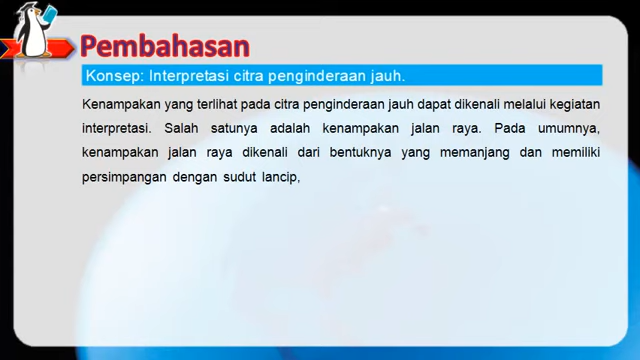 Pembahasan
Konsep: Interpretasi citra penginderaan jauh.
Kenampakan yang terlihat pada citra penginderaan jauh dapat dikenali melalui kegiatan
interpretasi. Salah satunya adalah kenampakan jalan raya. Pada umumnya,
kenampakan jalan raya dikenali dari bentuknya yang memanjang dan memiliki
persimpangan dengan sudut lancip,